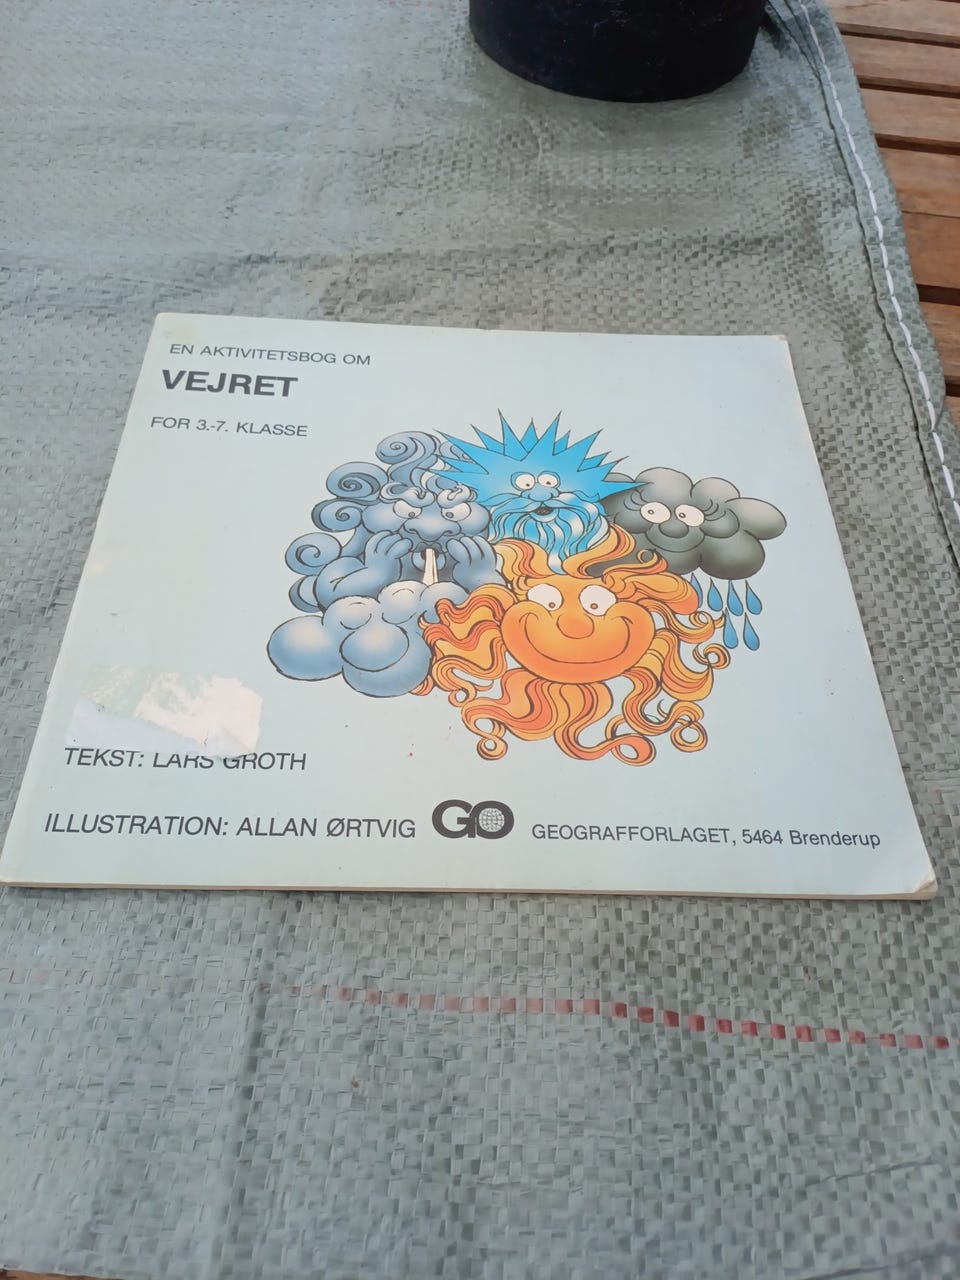 EN AKTIVITETSBOG OM
VEJRET
FOR 3.-7. KLASSE
TEKST: LARS GROTH
ILLUSTRATION: ALLAN ØRTVIG
GO
GEOGRAFFORLAGET, 5464 Brenderup